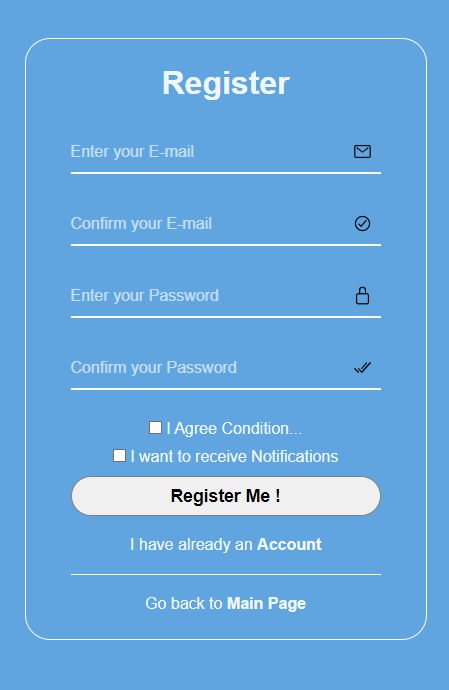 Register
Enter your E-mail
Confirm your E-mail
Enter your Password
Confirm your Password
I Agree Condition...
I want to receive Notifications
Register Me !
I have already an Account
Go back to Main Page